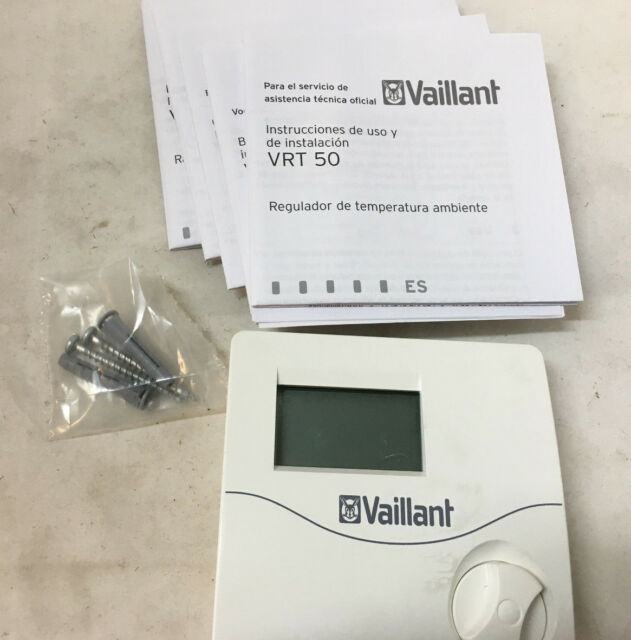 Para el servicio de
asistencia técnica oficial
Vaillant
Instrucciones de uso y
de instalación
VRT 50
Regulador de temperatura ambiente
ES
Vaillant